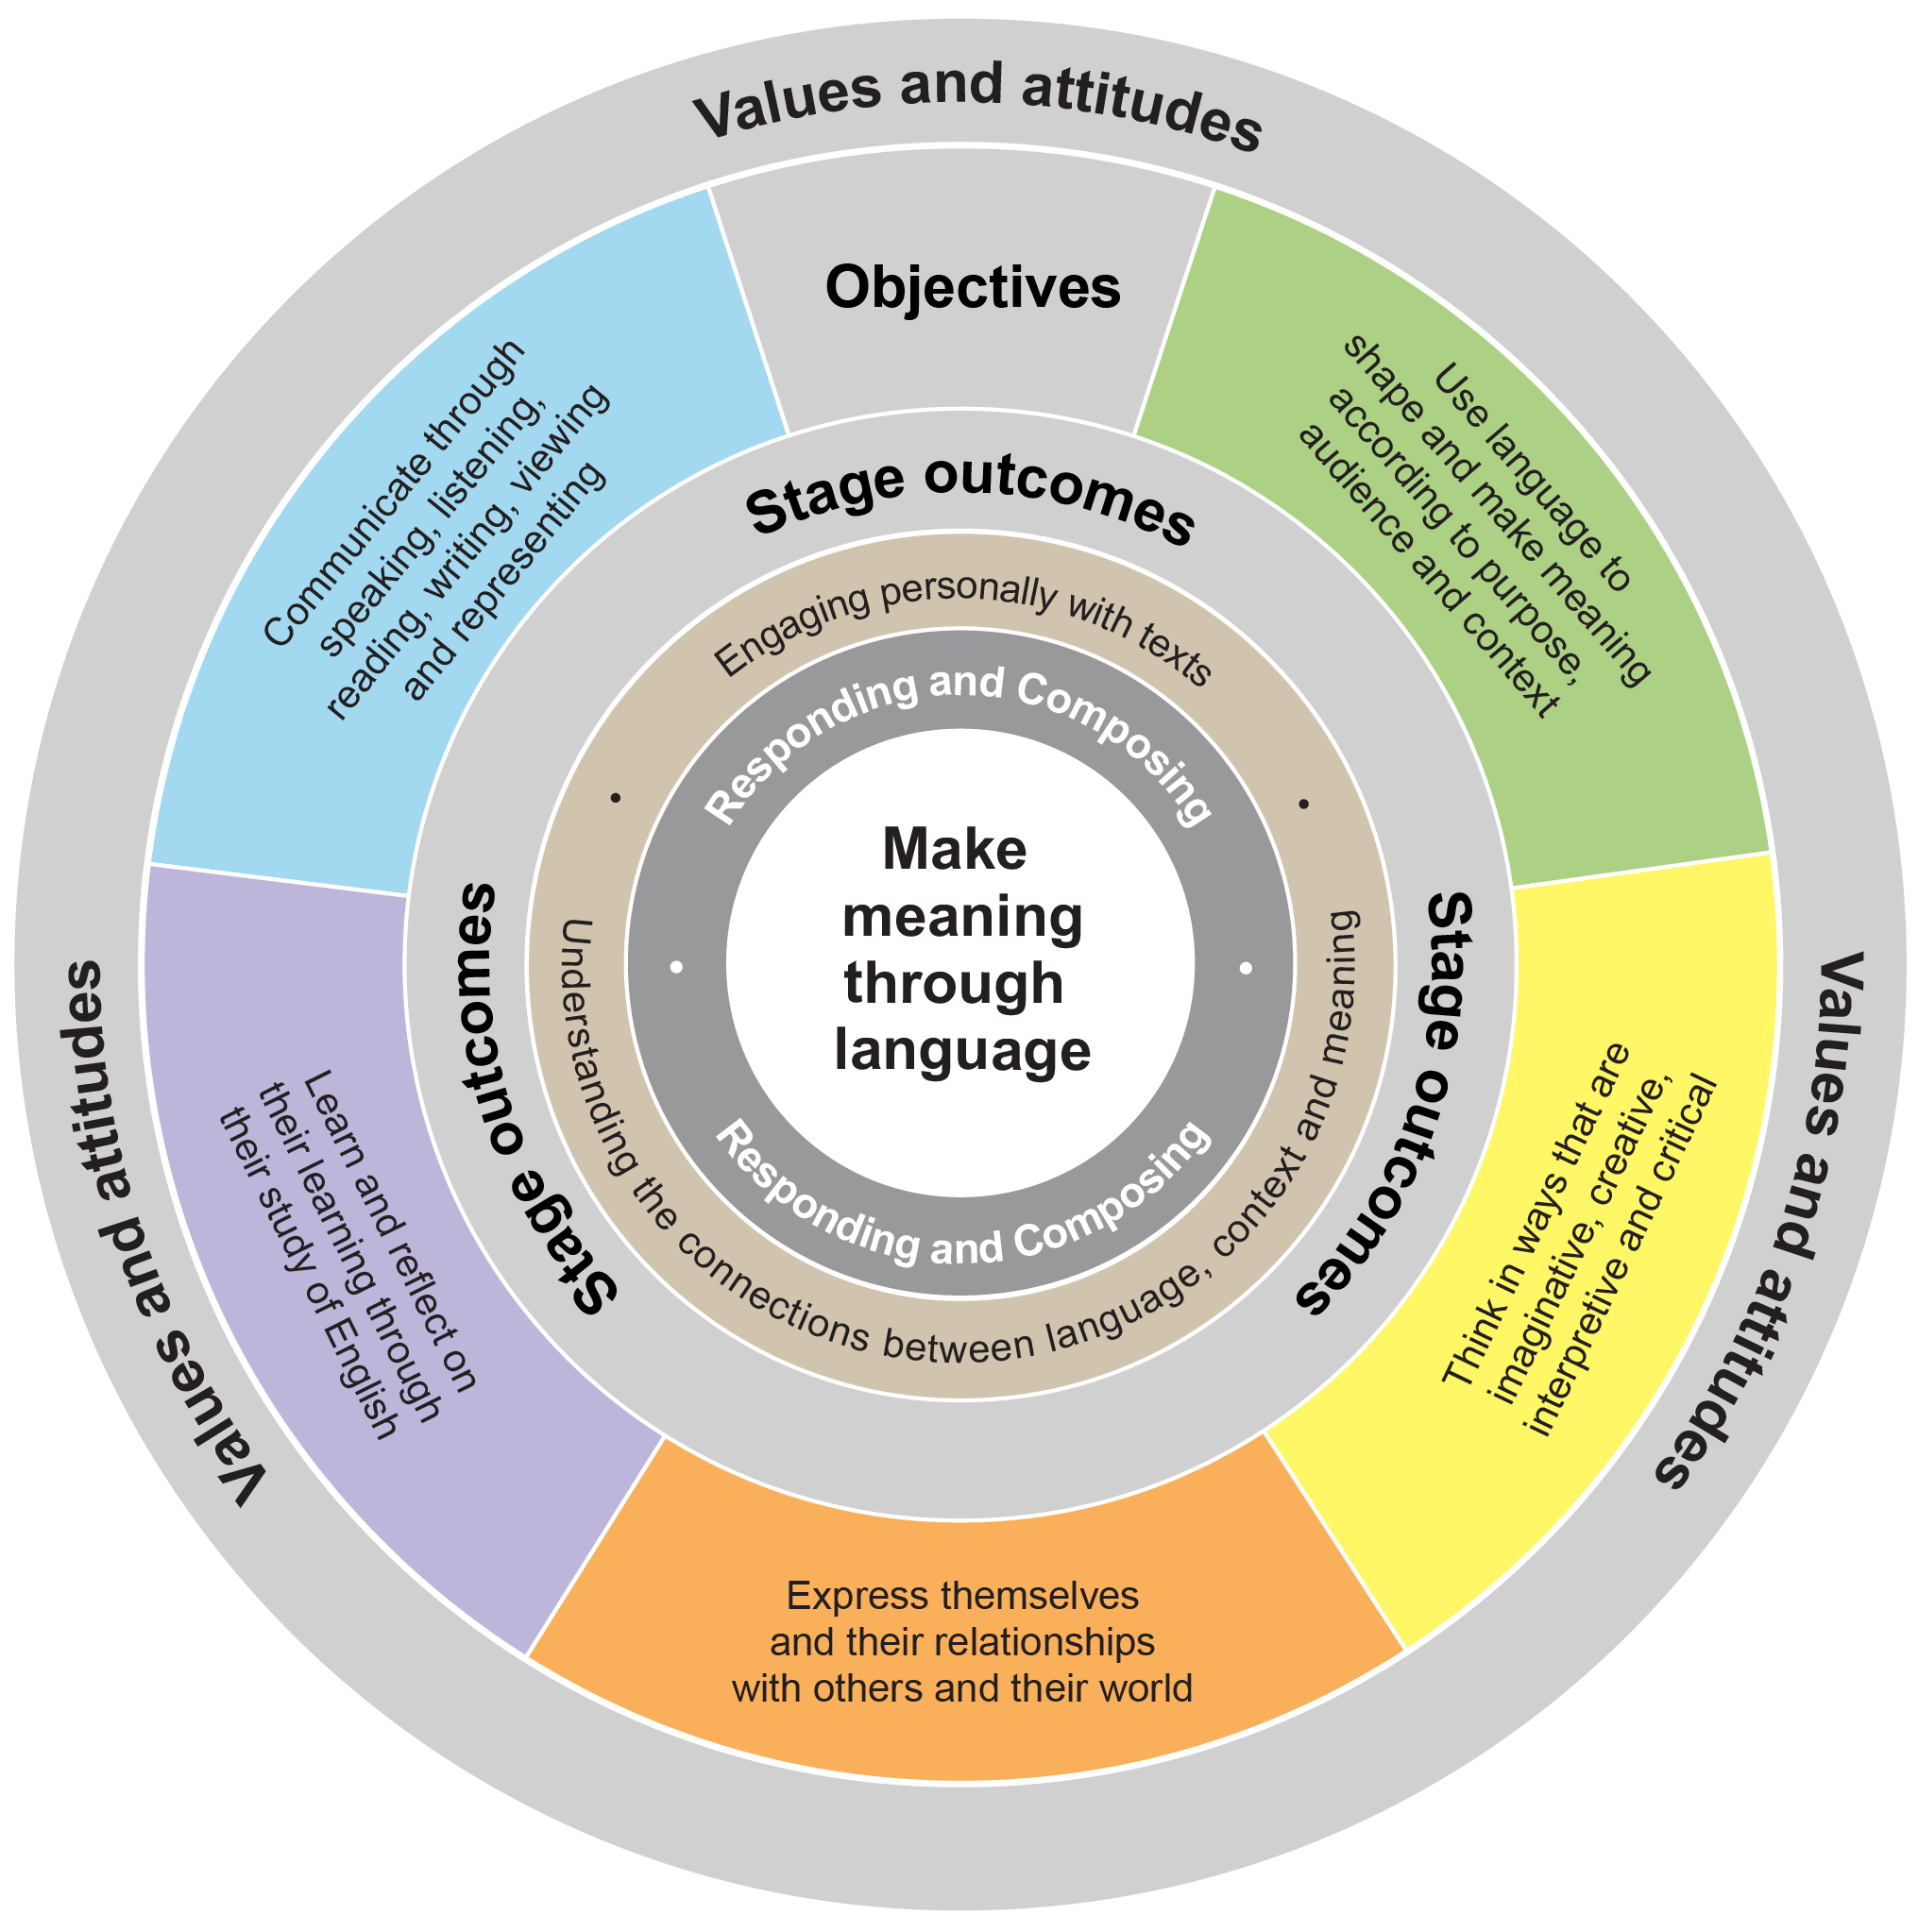 Values and attitudes
Objectives
Communicate through
speaking, listening,
reading, writing, viewing
and representing
Use language to
shape and make meaning
according to purpose,
audience and context
Stage outcomes
Engaging personally with texts
Responding and Composing
Make
meaning
through
language
Responding and Composing
Understanding the connections between language, context and meaning
Stage outcomes
Stage outcomes
Learn and reflect on
their learning through
their study of English
Think in ways that are
imaginative, creative,
interpretive and critical
Express themselves
and their relationships
with others and their world
Values and attitudes
Values and attitudes